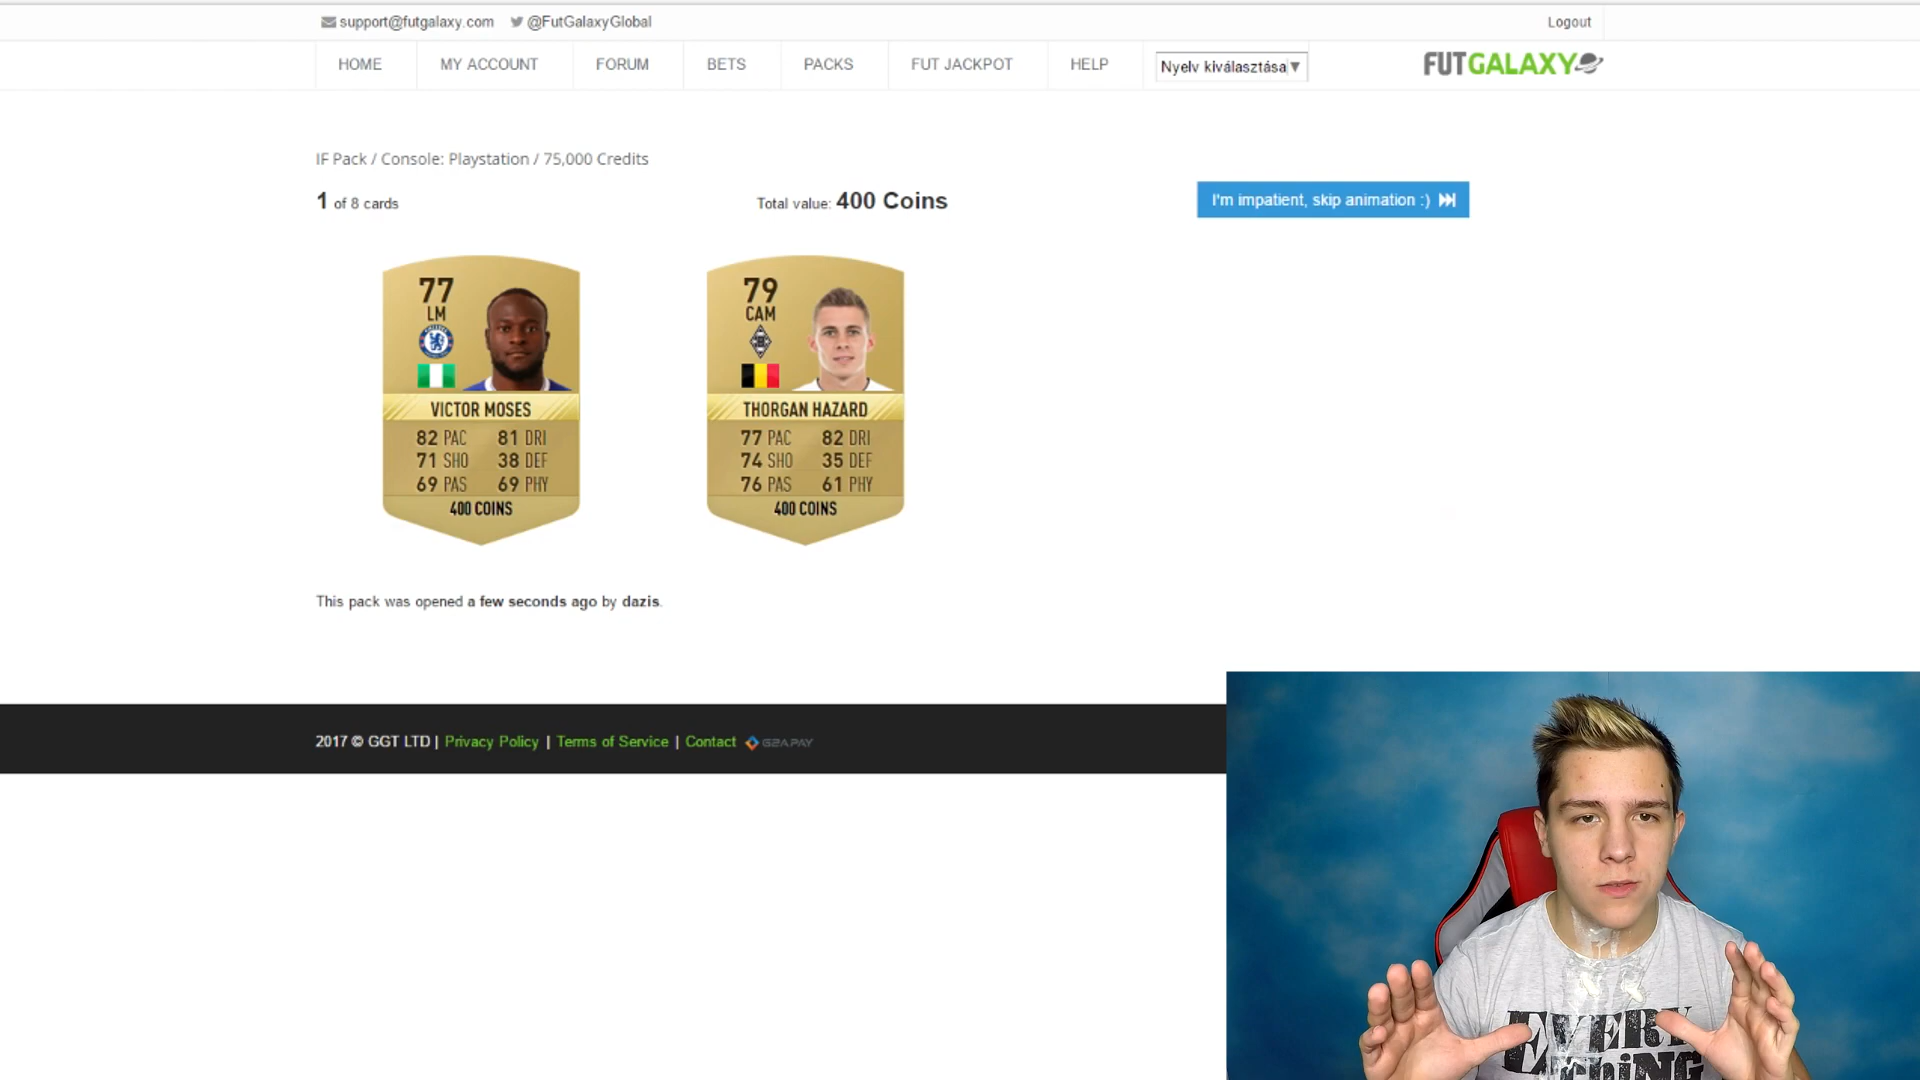 support@futgalaxy.com @FutGalaxyGlobal Logout
HOME MY ACCOUNT FORUM BETS PACKS FUT JACKPOT HELP Nyelv kiválasztása ▼ FUTGALAXY
IF Pack / Console: Playstation / 75,000 Credits
1 of 8 cards Total value: 400 Coins I'm impatient, skip animation :)
77
LM
VICTOR MOSES
82 PAC 81 DRI
71 SHO 38 DEF
69 PAS 69 PHY
400 COINS
79
CAM
THORGAN HAZARD
77 PAC 82 DRI
74 SHO 35 DEF
76 PAS 61 PHY
400 COINS
This pack was opened a few seconds ago by dazis.
2017 © GGT LTD | Privacy Policy | Terms of Service | Contact G2A PAY
EVERY
thiNG